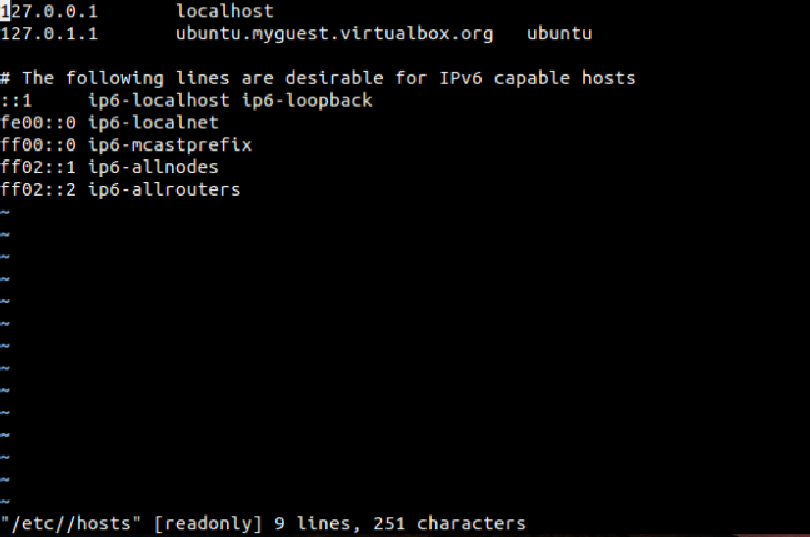 127.0.0.1       localhost
127.0.1.1       ubuntu.myguest.virtualbox.org   ubuntu

# The following lines are desirable for IPv6 capable hosts
::1     ip6-localhost ip6-loopback
fe00::0 ip6-localnet
ff00::0 ip6-mcastprefix
ff02::1 ip6-allnodes
ff02::2 ip6-allrouters
~
~
~
~
~
~
~
~
~
~
~
~
~
~
"/etc//hosts" [readonly] 9 lines, 251 characters